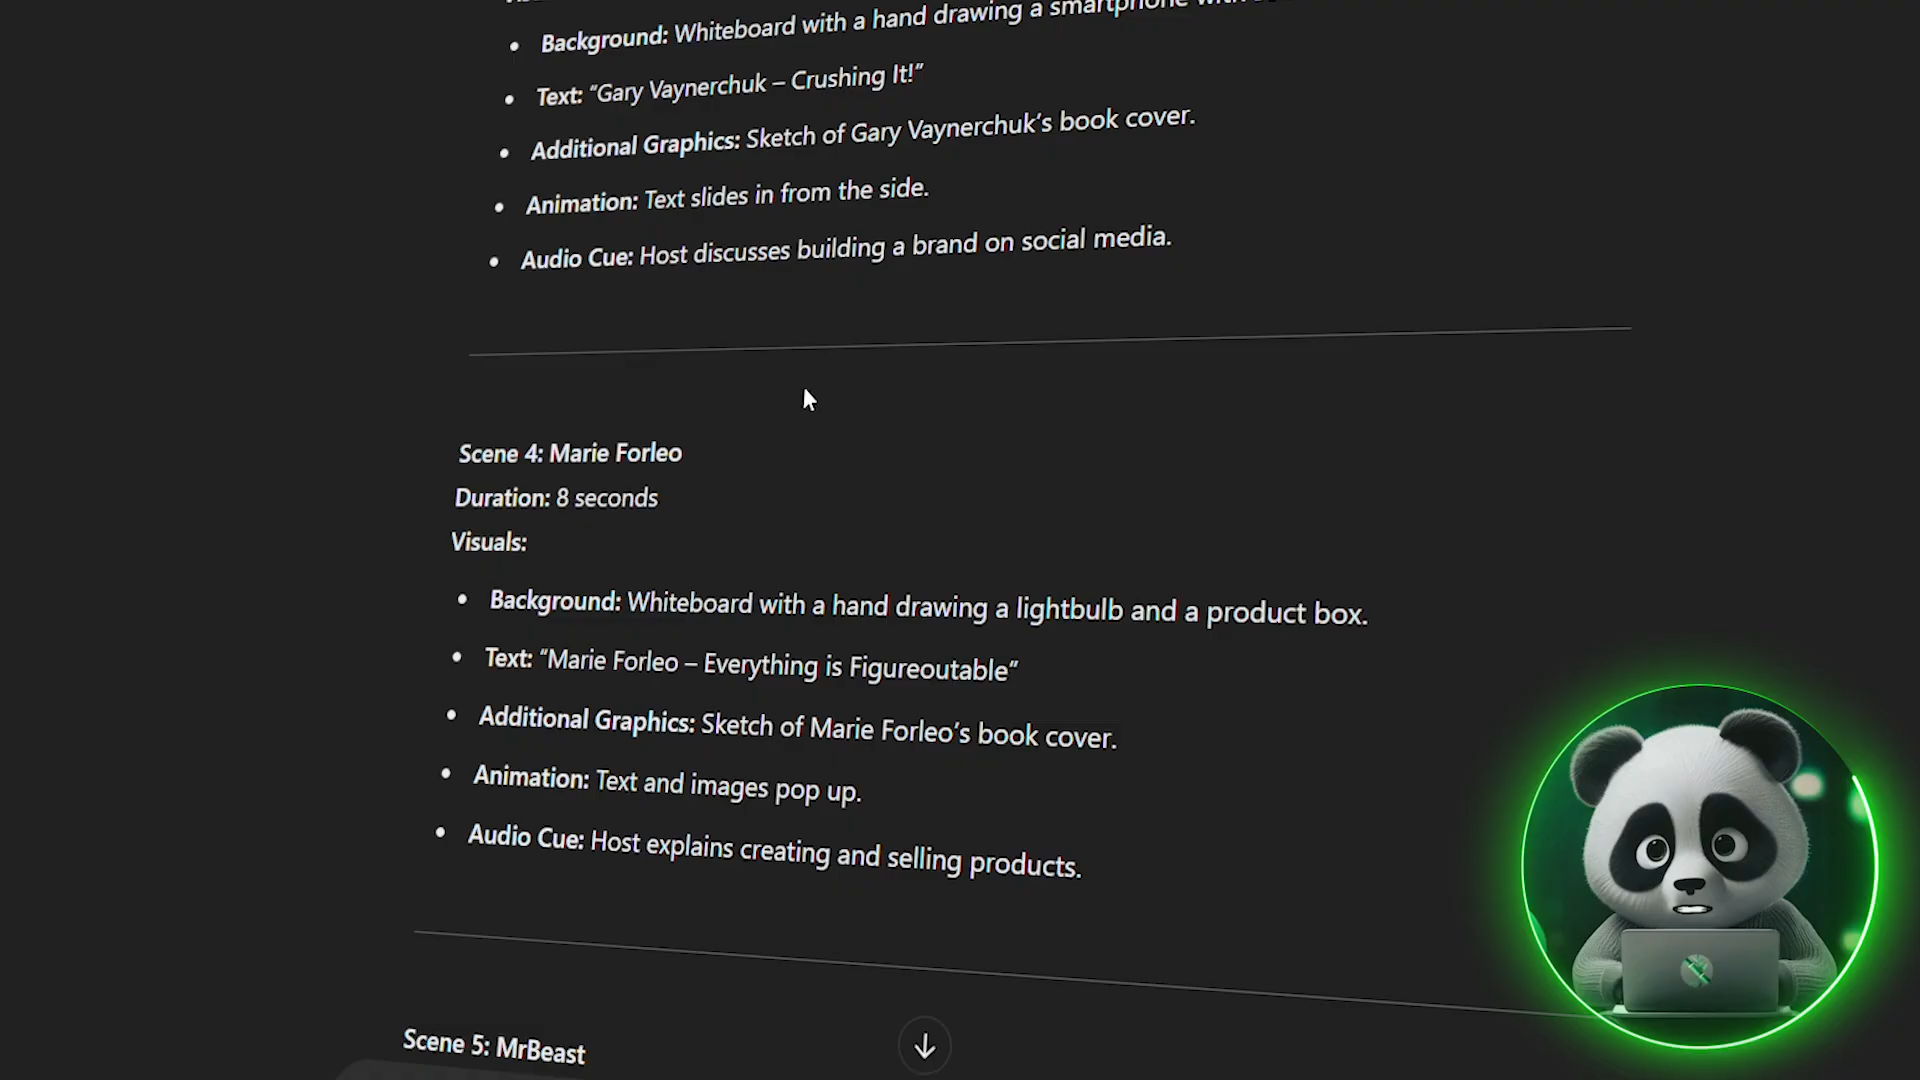 Background: Whiteboard with a hand drawing a smartphone with
Text: “Gary Vaynerchuk – Crushing It!”
Additional Graphics: Sketch of Gary Vaynerchuk’s book cover.
Animation: Text slides in from the side.
Audio Cue: Host discusses building a brand on social media.
Scene 4: Marie Forleo
Duration: 8 seconds
Visuals:
Background: Whiteboard with a hand drawing a lightbulb and a product box.
Text: “Marie Forleo – Everything is Figureoutable”
Additional Graphics: Sketch of Marie Forleo’s book cover.
Animation: Text and images pop up.
Audio Cue: Host explains creating and selling products.
Scene 5: MrBeast